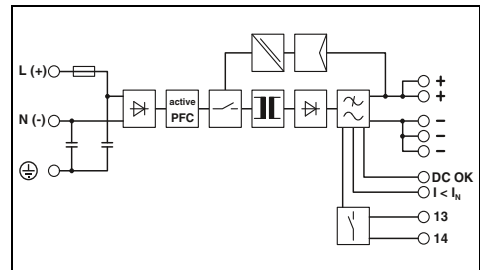 L (+)
N (-)
active
PFC
+
+
–
–
–
DC OK
I < IN
13
14